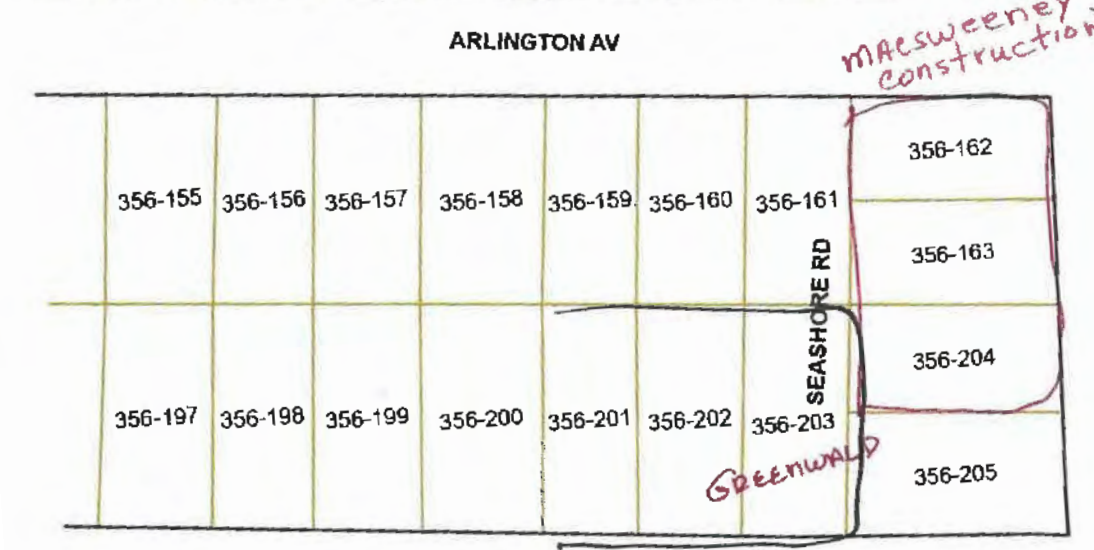 ARLINGTON AV
MACSWEENEY
CONSTRUCTION
356-155 356-156 356-157 356-158 356-159 356-160 356-161
356-162
356-163
SEASHORE RD
356-204
356-197 356-198 356-199 356-200 356-201 356-202 356-203
GREENWALD
356-205